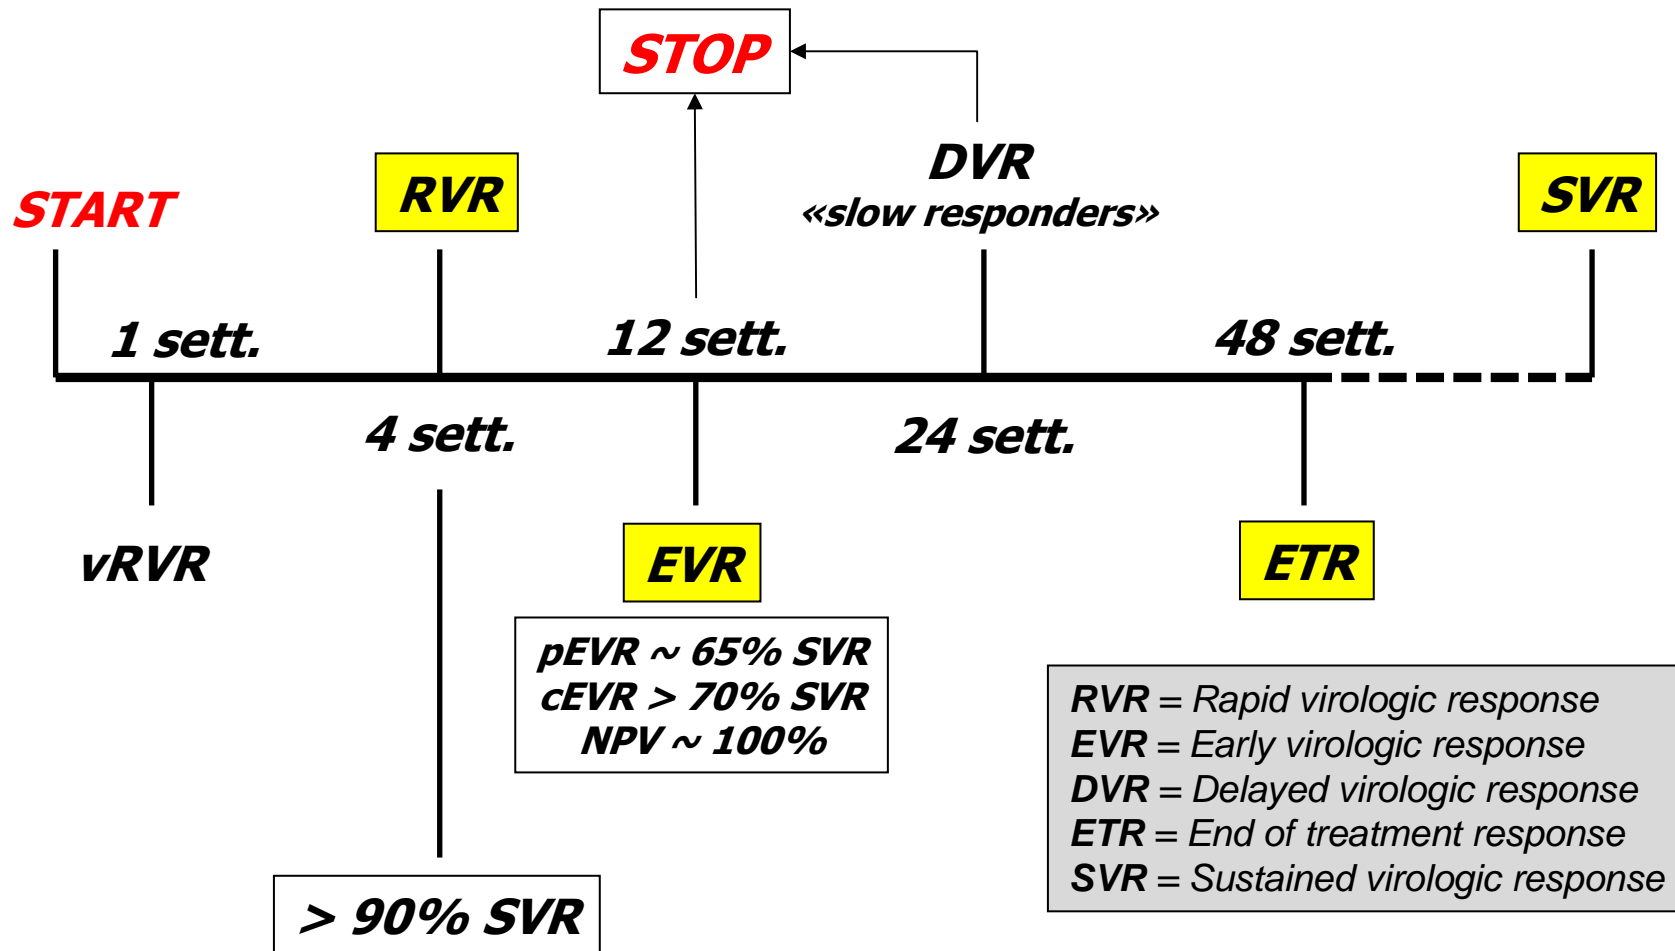 STOP
DVR
«slow responders»
START
RVR
SVR
1 sett.
12 sett.
48 sett.
4 sett.
24 sett.
vRVR
EVR
ETR
pEVR ~ 65% SVR
cEVR > 70% SVR
NPV ~ 100%
> 90% SVR
RVR = Rapid virologic response
EVR = Early virologic response
DVR = Delayed virologic response
ETR = End of treatment response
SVR = Sustained virologic response